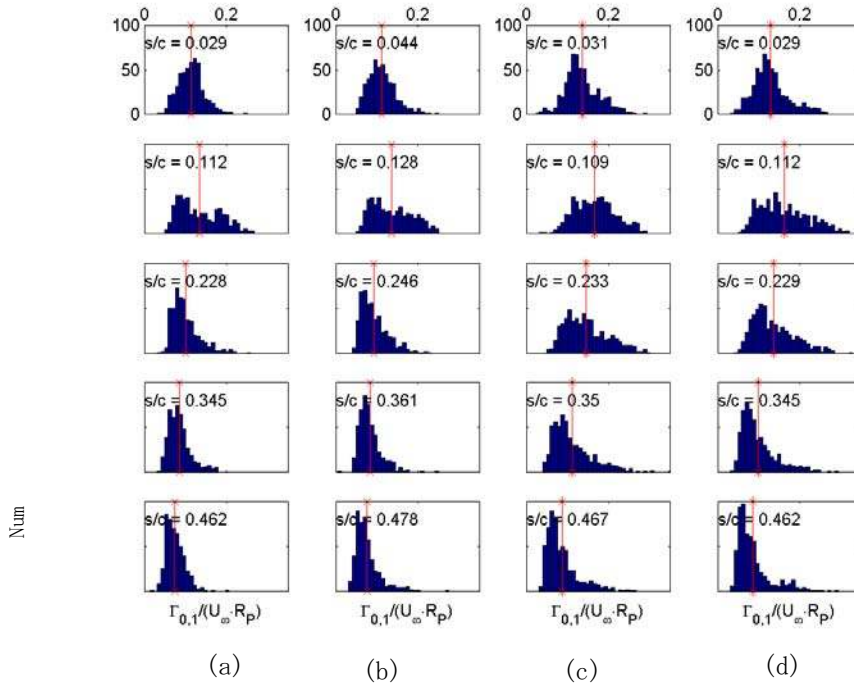 0 0.2 0 0.2 0 0.2 0 0.2
100 100 100 100
s/c = 0.029 s/c = 0.044 s/c = 0.031 s/c = 0.029
50 50 50 50
0 0 0 0
s/c = 0.112 s/c = 0.128 s/c = 0.109 s/c = 0.112
s/c = 0.228 s/c = 0.246 s/c = 0.233 s/c = 0.229
s/c = 0.345 s/c = 0.361 s/c = 0.35 s/c = 0.345
s/c = 0.462 s/c = 0.478 s/c = 0.467 s/c = 0.462
Num
Γ0,1/(U∞·RP) Γ0,1/(U∞·RP) Γ0,1/(U∞·RP) Γ0,1/(U∞·RP)
(a) (b) (c) (d)